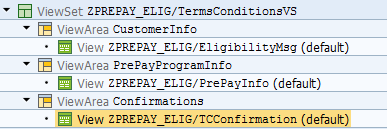 ViewSet ZPREPAY_ELIG/TermsConditionsVS
ViewArea CustomerInfo
View ZPREPAY_ELIG/EligibilityMsg (default)
ViewArea PrePayProgramInfo
View ZPREPAY_ELIG/PrePayInfo (default)
ViewArea Confirmations
View ZPREPAY_ELIG/TCConfirmation (default)